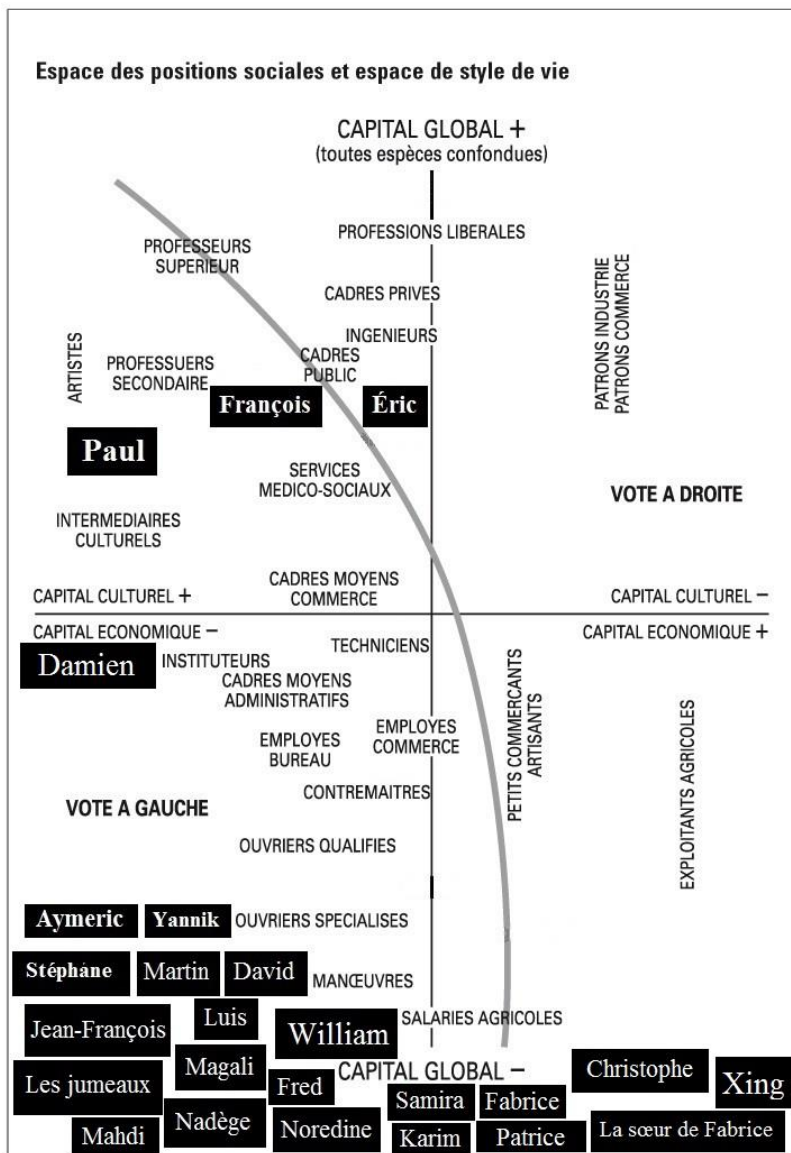 Espace des positions sociales et espace de style de vie
CAPITAL GLOBAL +
(toutes espèces confondues)
PROFESSIONS LIBERALES
PROFESSEURS
SUPERIEUR
CADRES PRIVES
INGENIEURS
PATRONS INDUSTRIE
PATRONS COMMERCE
ARTISTES
PROFESSUERS
SECONDAIRE
CADRES
PUBLIC
François
Éric
Paul
SERVICES
MEDICO-SOCIAUX
VOTE A DROITE
INTERMEDIAIRES
CULTURELS
CADRES MOYENS
COMMERCE
CAPITAL CULTUREL +
CAPITAL CULTUREL −
CAPITAL ECONOMIQUE −
CAPITAL ECONOMIQUE +
TECHNICIENS
Damien
INSTITUTEURS
CADRES MOYENS
ADMINISTRATIFS
EMPLOYES
BUREAU
EMPLOYES
COMMERCE
PETITS COMMERCANTS
ARTISANTS
EXPLOITANTS AGRICOLES
CONTREMAITRES
VOTE A GAUCHE
OUVRIERS QUALIFIES
Aymeric
Yannik
OUVRIERS SPECIALISES
Stéphane
Martin
David
MANŒUVRES
Jean-François
Luis
William
SALARIES AGRICOLES
Les jumeaux
Magali
Fred
CAPITAL GLOBAL −
Christophe
Xing
Samira
Fabrice
Mahdi
Nadège
Noredine
Karim
Patrice
La sœur de Fabrice